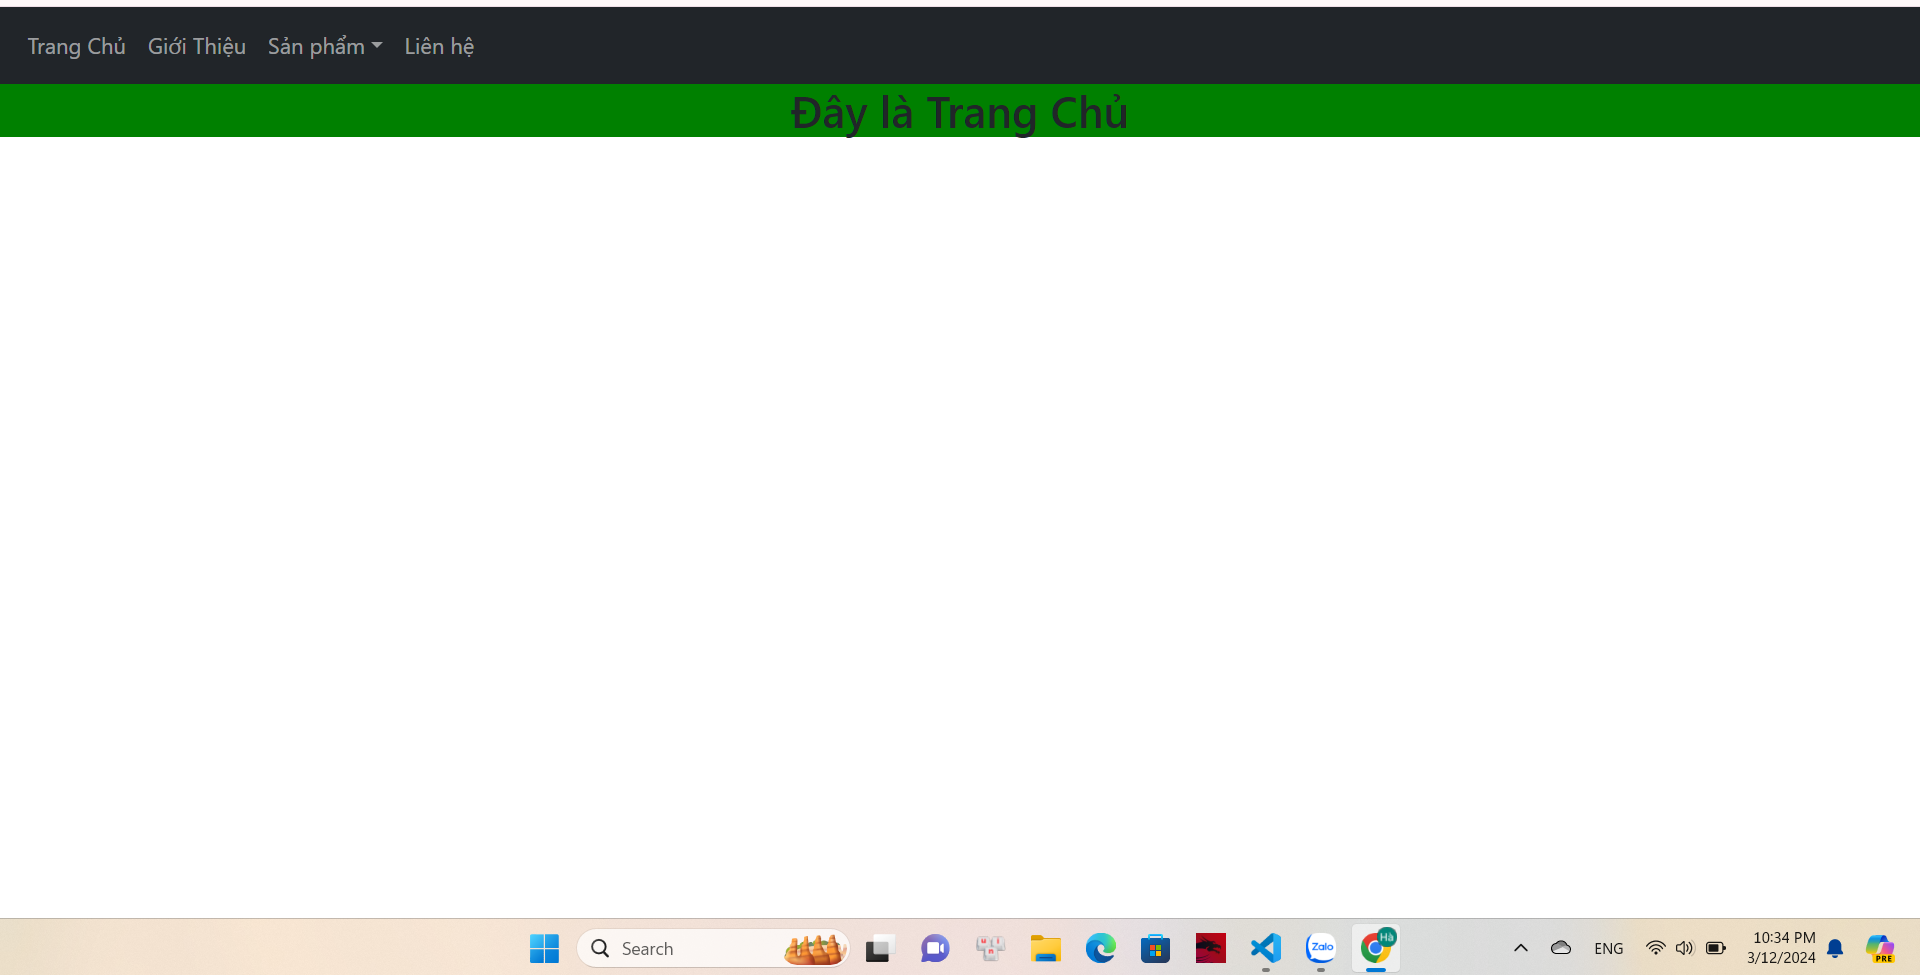 Trang Chủ Giới Thiệu Sản phẩm Liên hệ
Đây là Trang Chủ
Search
Zalo
Hà
ENG
10:34 PM
3/12/2024
PRE